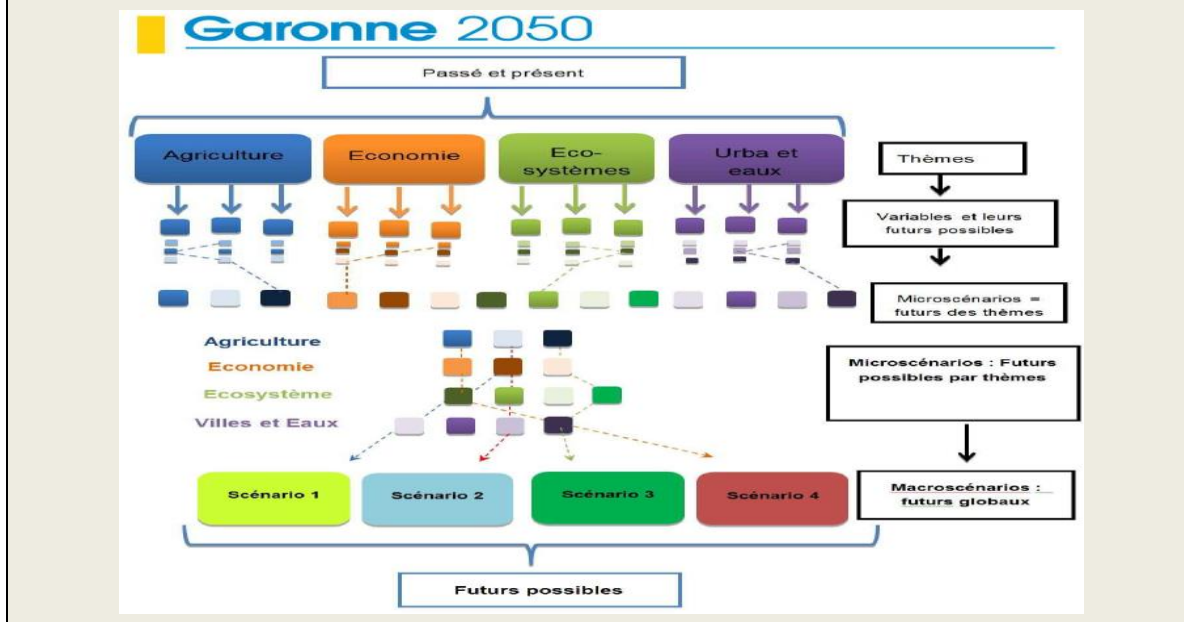 Garonne 2050
Passé et présent
Agriculture
Economie
Eco-
systèmes
Urba et
eaux
Thèmes
Variables et leurs
futurs possibles
Microscénarios =
futurs des thèmes
Agriculture
Economie
Ecosystème
Villes et Eaux
Microscénarios : Futurs
possibles par thèmes
Scénario 1
Scénario 2
Scénario 3
Scénario 4
Macroscénarios :
futurs globaux
Futurs possibles